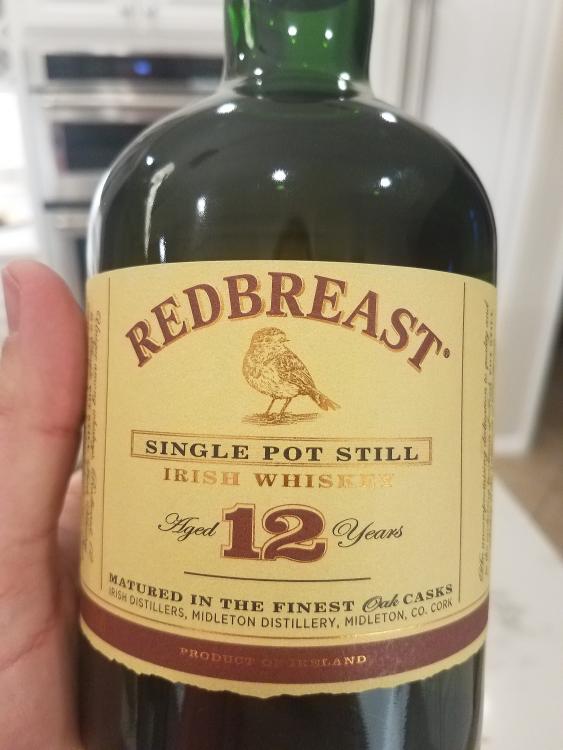 REDBREAST
SINGLE POT STILL
IRISH WHISKEY
Aged 12 Years
MATURED IN THE FINEST Oak CASKS
IRISH DISTILLERS, MIDLETON DISTILLERY, MIDLETON, CO. CORK
PRODUCT OF IRELAND